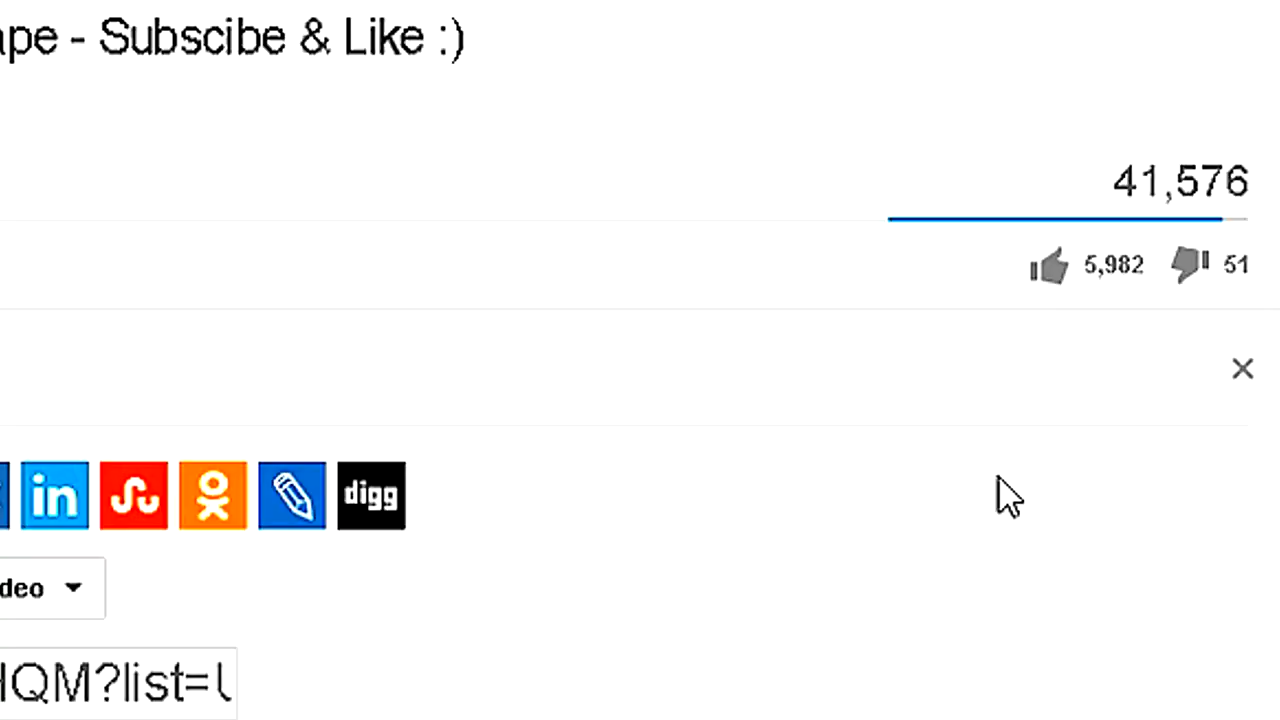 ape - Subscibe & Like :)
41,576
5,982 51
in digg
deo
HQM?list=U